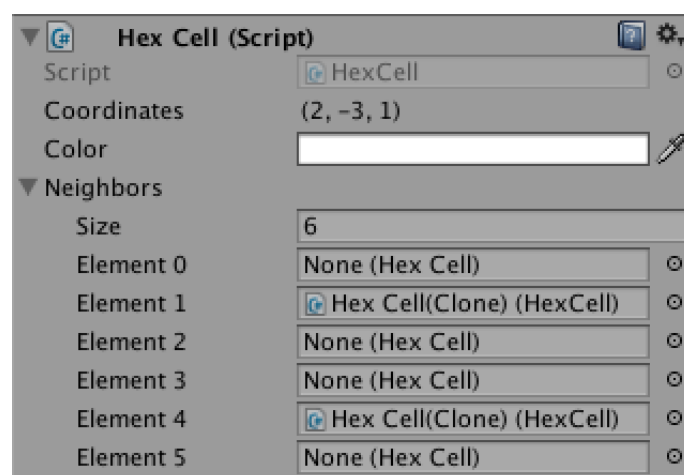 Hex Cell (Script)
Script HexCell
Coordinates (2, -3, 1)
Color
Neighbors
Size 6
Element 0 None (Hex Cell)
Element 1 Hex Cell(Clone) (HexCell)
Element 2 None (Hex Cell)
Element 3 None (Hex Cell)
Element 4 Hex Cell(Clone) (HexCell)
Element 5 None (Hex Cell)